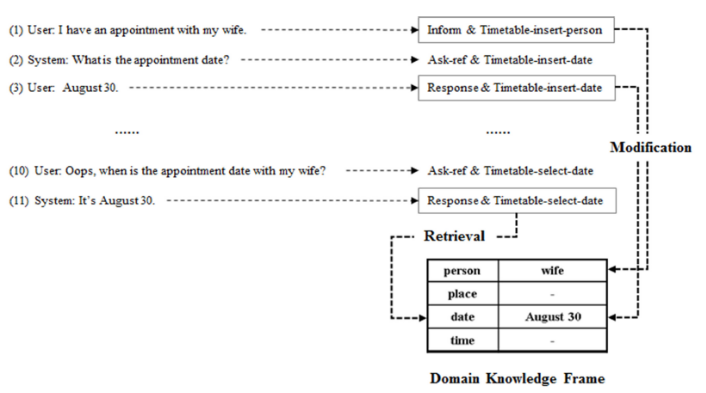 (1) User: I have an appointment with my wife. Inform & Timetable-insert-person
(2) System: What is the appointment date? Ask-ref & Timetable-insert-date
(3) User: August 30. Response & Timetable-insert-date
...... ......
Modification
(10) User: Oops, when is the appointment date with my wife? Ask-ref & Timetable-select-date
(11) System: It's August 30. Response & Timetable-select-date
Retrieval
person wife
place -
date August 30
time -
Domain Knowledge Frame